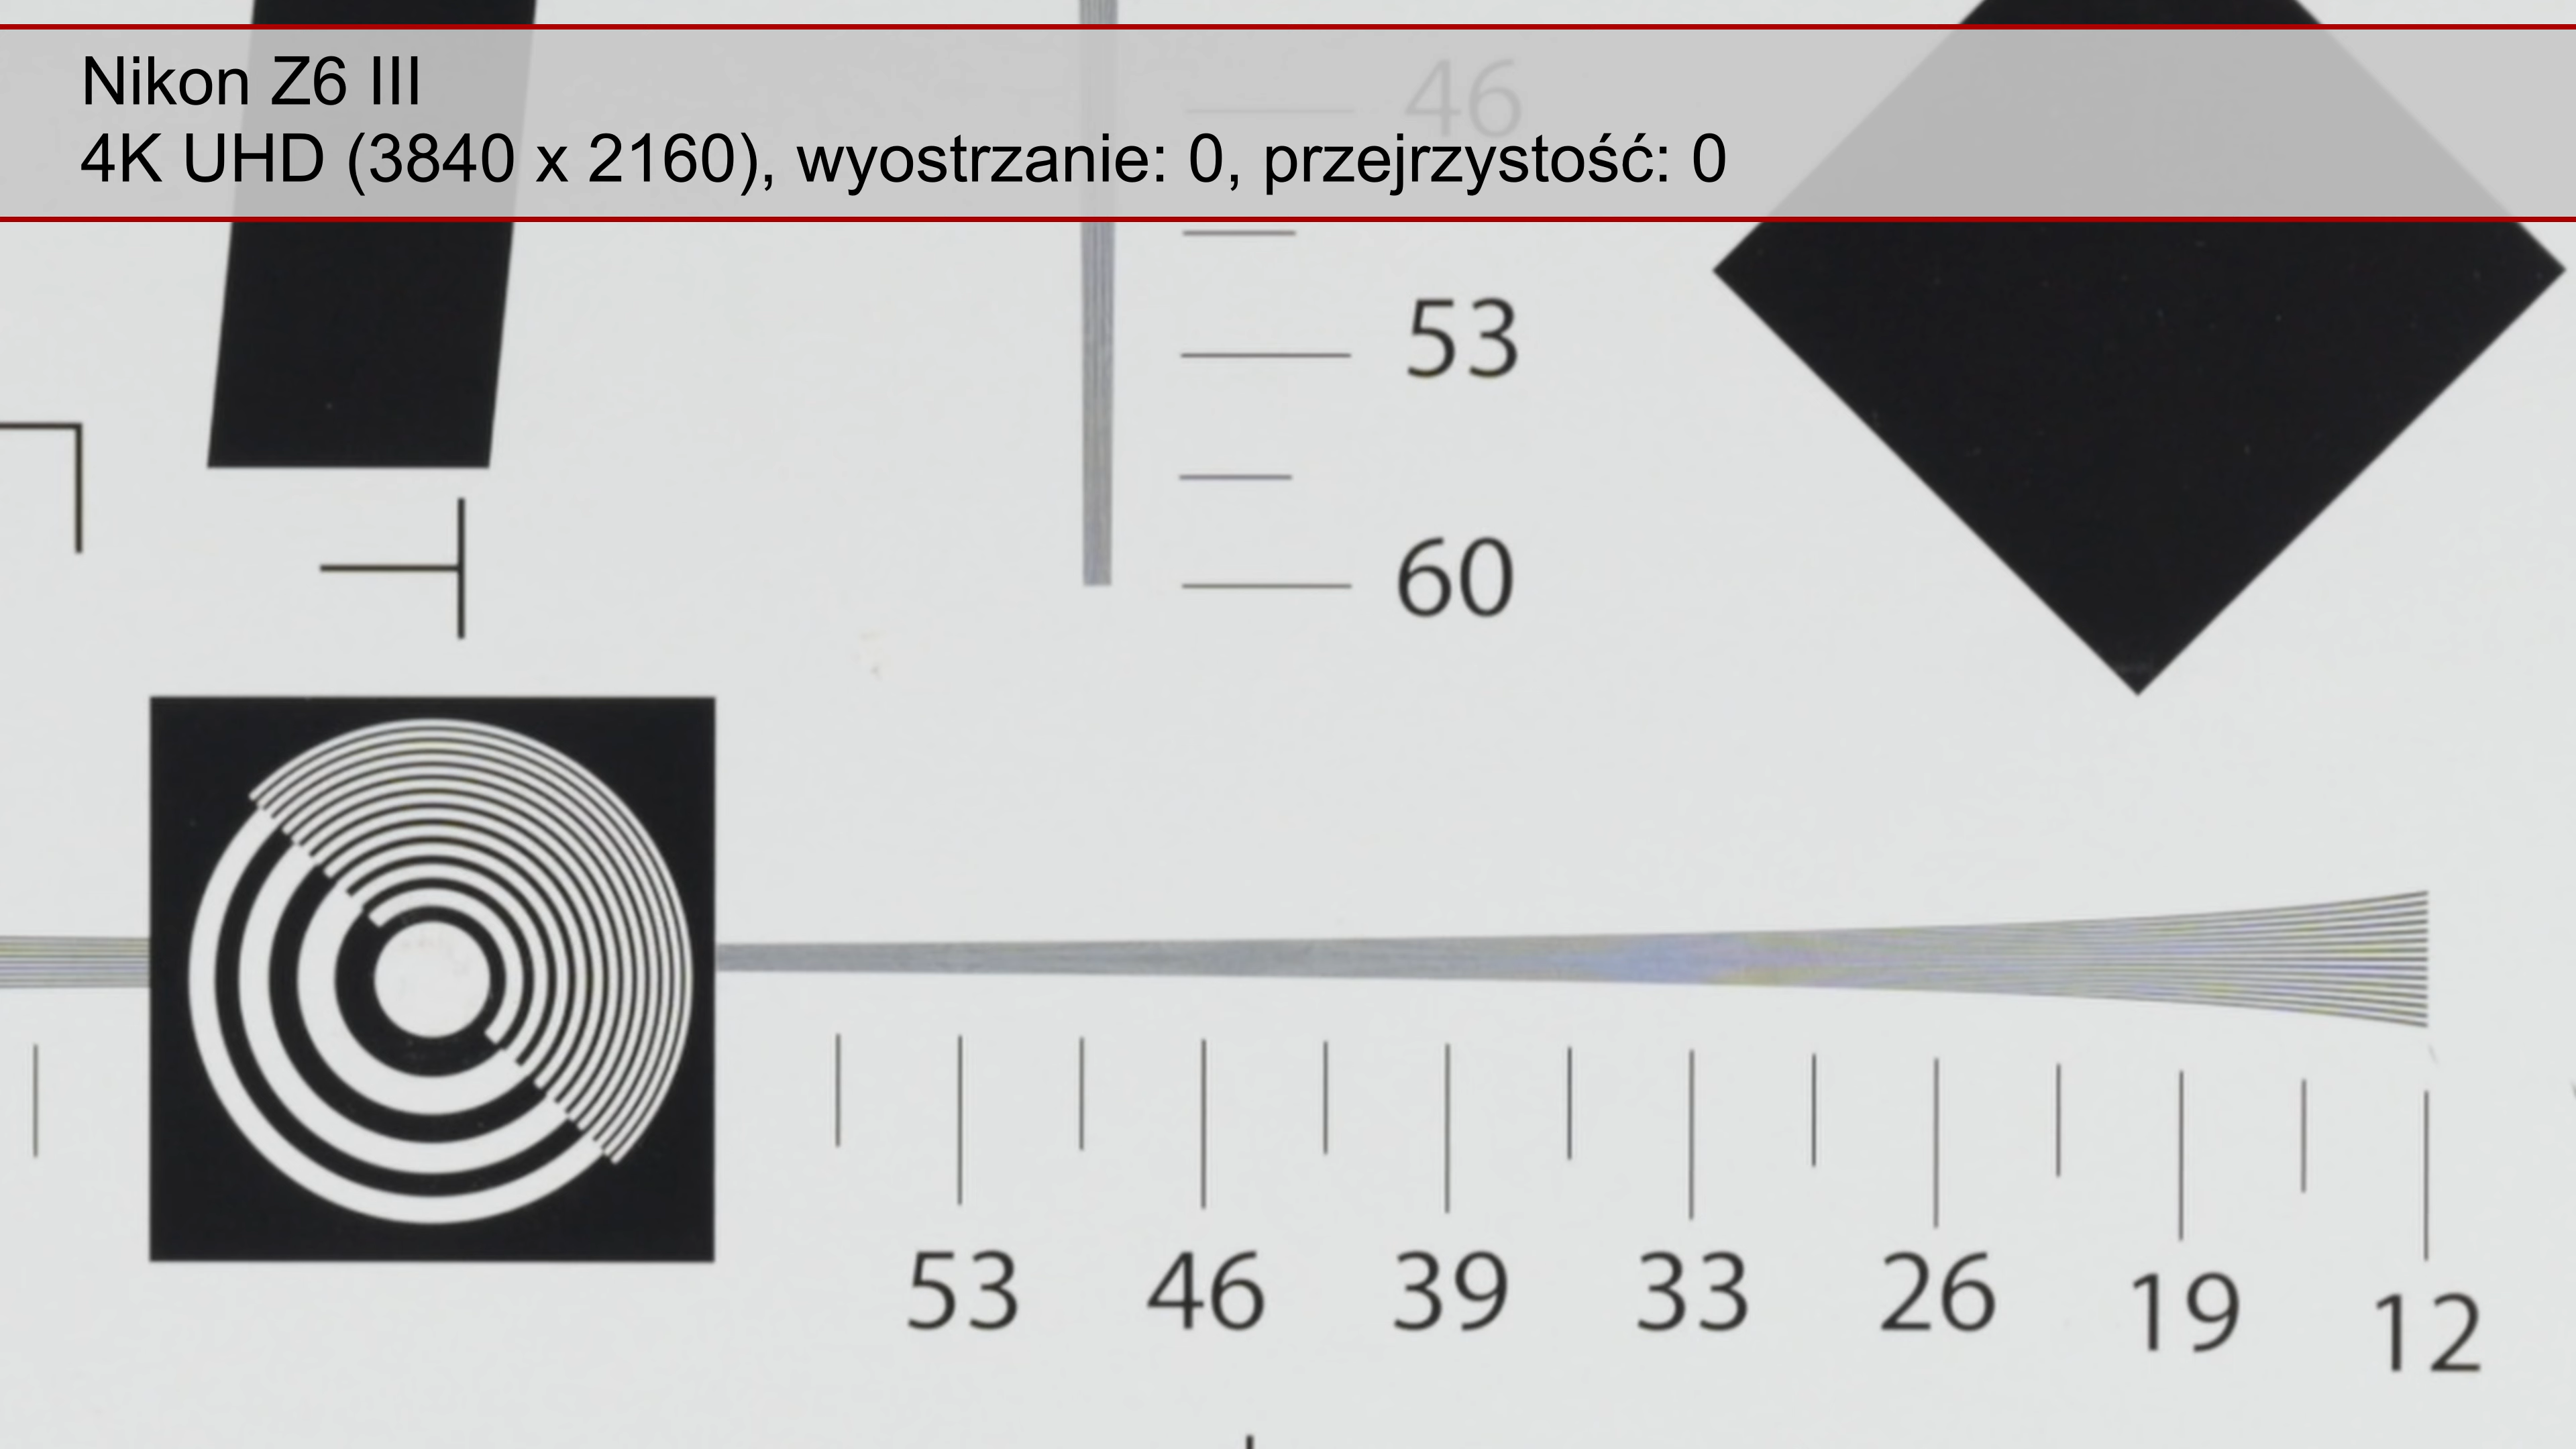 Nikon Z6 III
4K UHD (3840 x 2160), wyostrzanie: 0, przejrzystość: 0
46
53
60
53 46 39 33 26 19 12